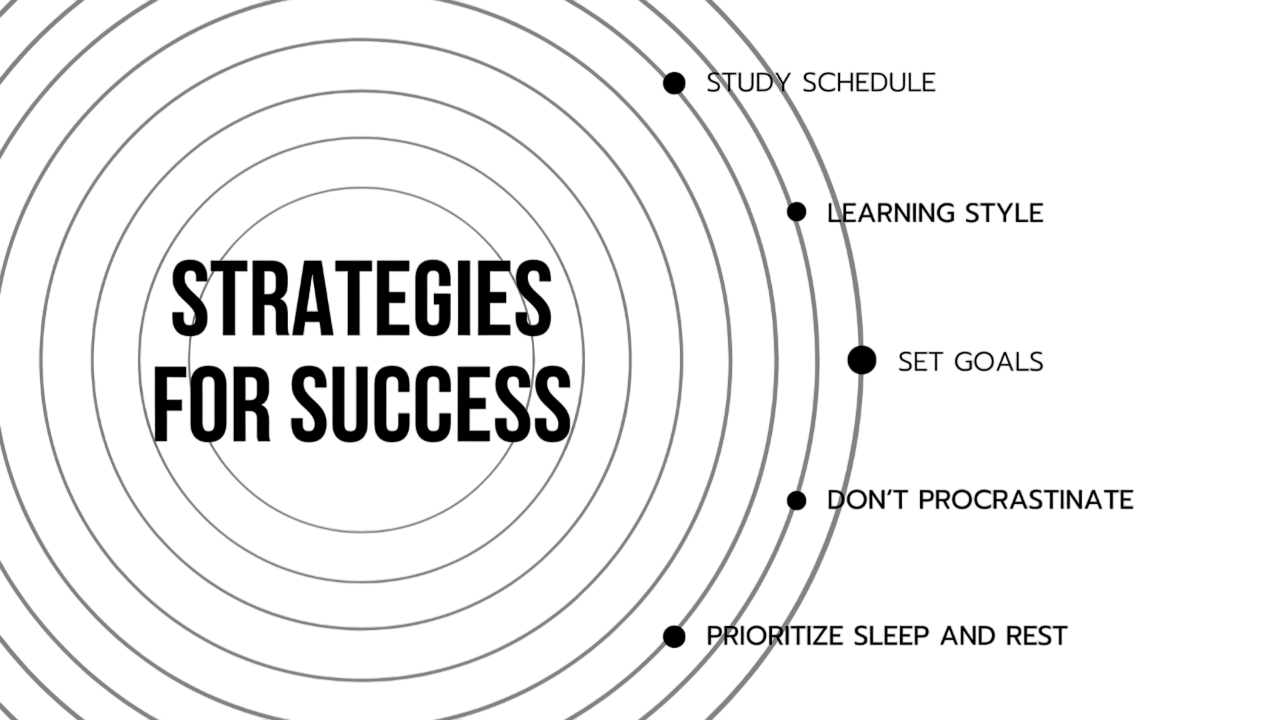 STRATEGIES
FOR SUCCESS
STUDY SCHEDULE
LEARNING STYLE
SET GOALS
DON'T PROCRASTINATE
PRIORITIZE SLEEP AND REST